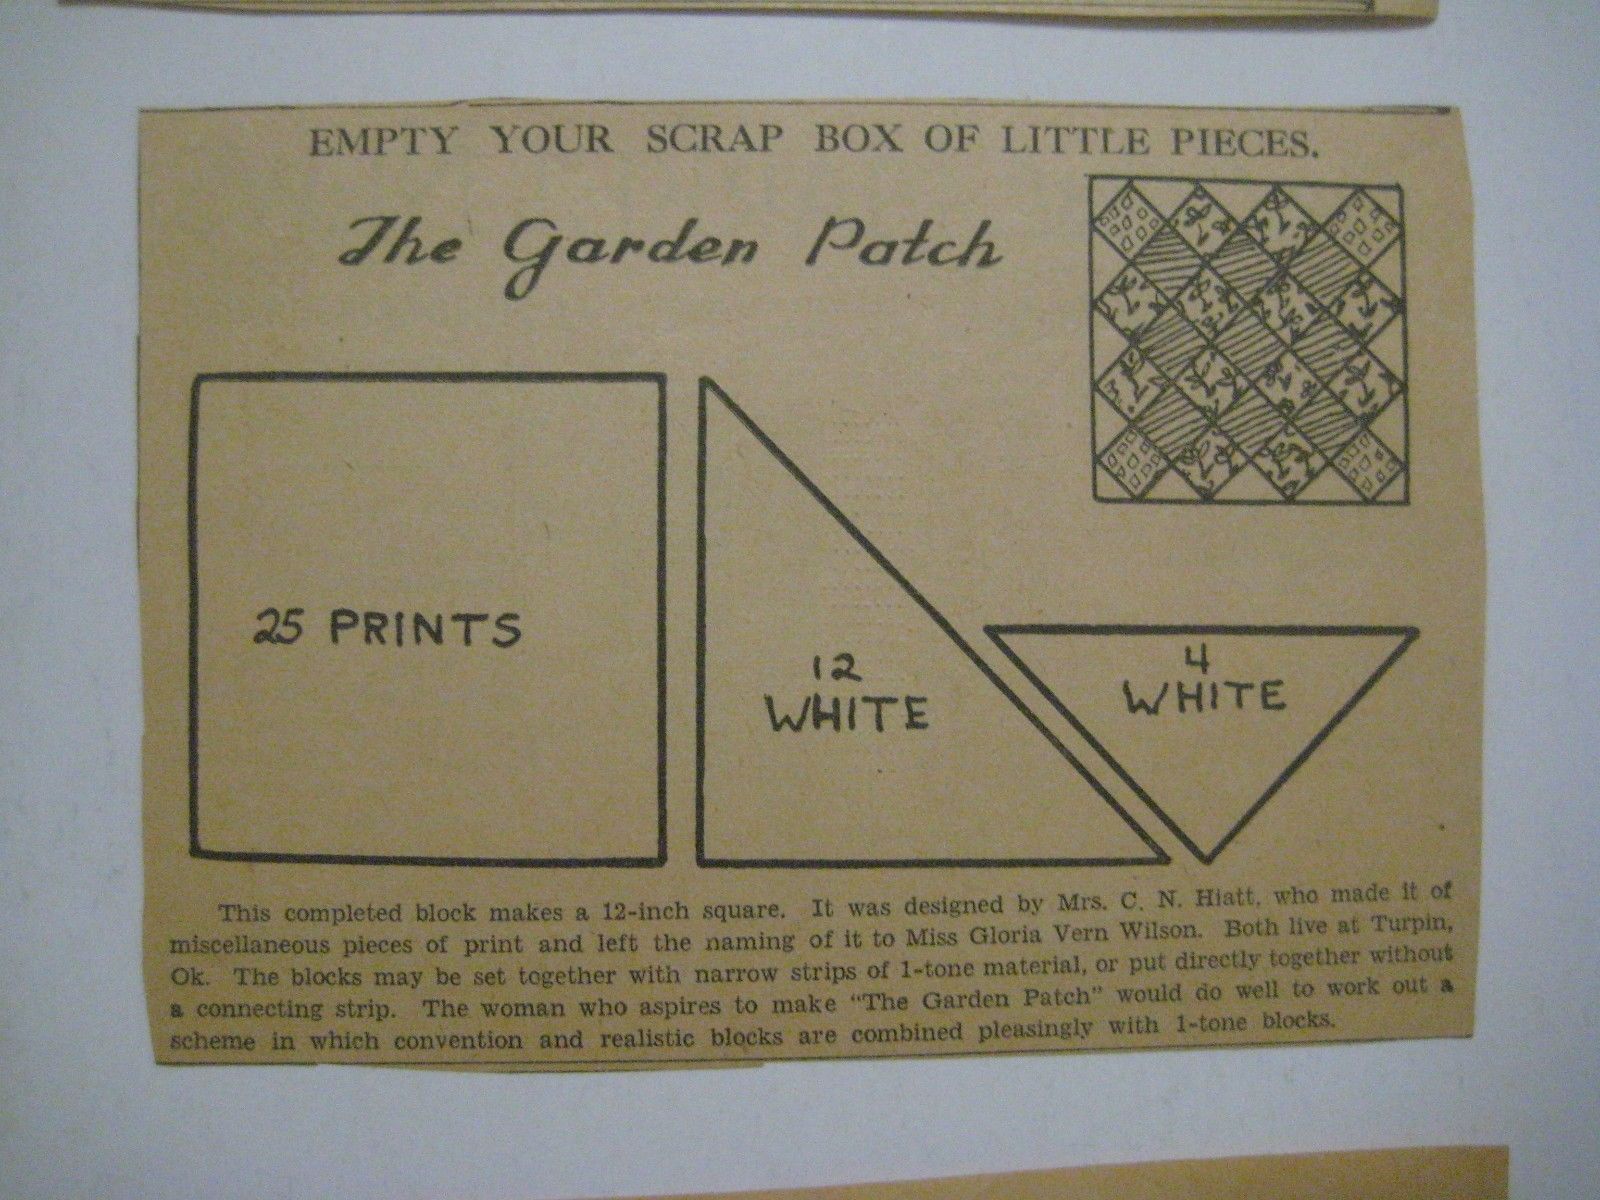 EMPTY YOUR SCRAP BOX OF LITTLE PIECES.
The Garden Patch
25 PRINTS
12
WHITE
4
WHITE
This completed block makes a 12-inch square. It was designed by Mrs. C. N. Hiatt, who made it of
miscellaneous pieces of print and left the naming of it to Miss Gloria Vern Wilson. Both live at Turpin,
Ok. The blocks may be set together with narrow strips of 1-tone material, or put directly together without
a connecting strip. The woman who aspires to make "The Garden Patch" would do well to work out a
scheme in which convention and realistic blocks are combined pleasingly with 1-tone blocks.